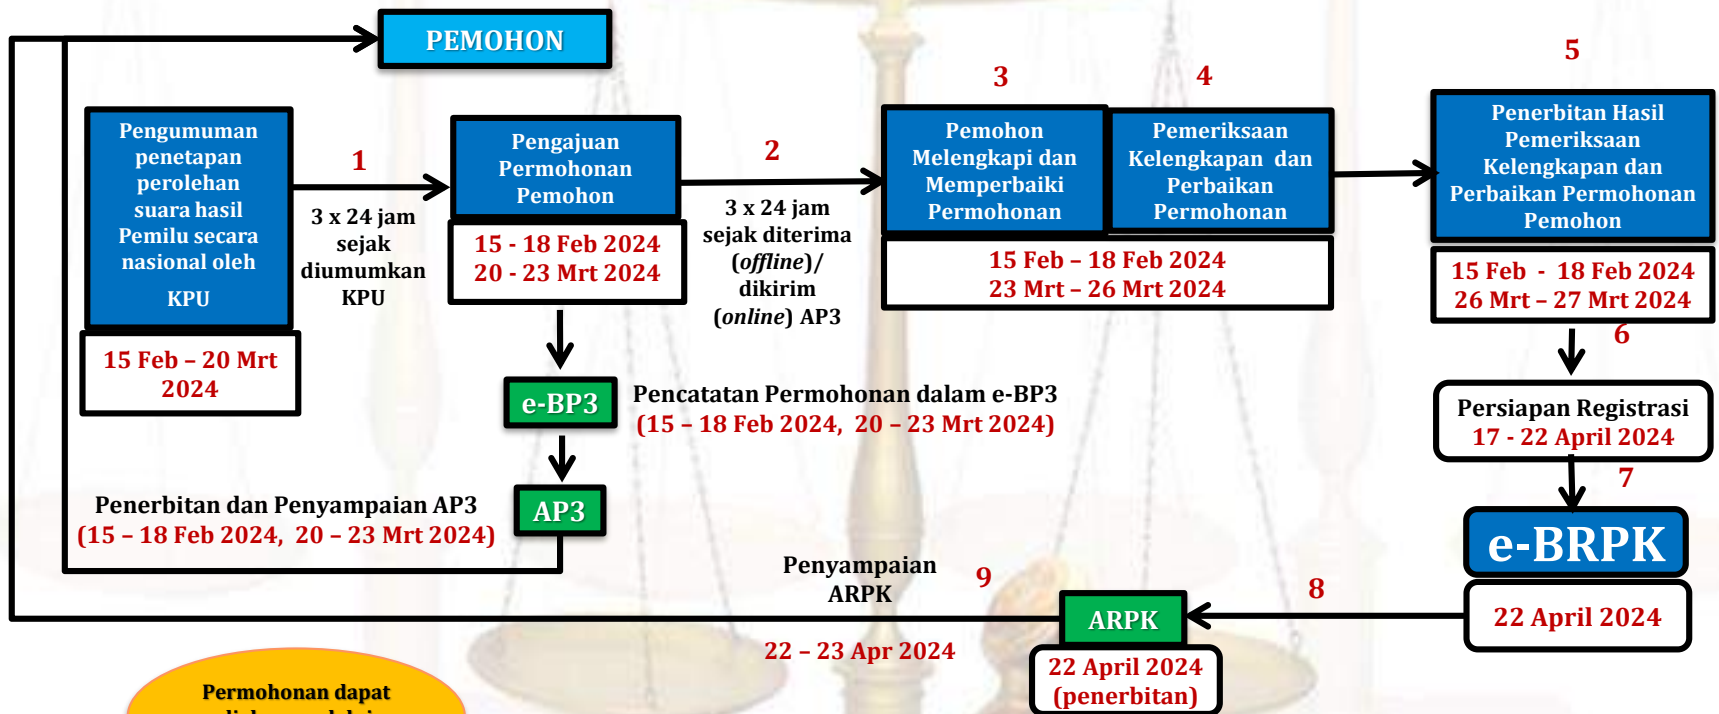 PEMOHON
Pengumuman
penetapan
perolehan
suara hasil
Pemilu secara
nasional oleh
KPU
15 Feb – 20 Mrt
2024
1
3 x 24 jam
sejak
diumumkan
KPU
Pengajuan
Permohonan
Pemohon
15 - 18 Feb 2024
20 - 23 Mrt 2024
2
3 x 24 jam
sejak diterima
(offline)/
dikirim
(online) AP3
3
Pemohon
Melengkapi dan
Memperbaiki
Permohonan
4
Pemeriksaan
Kelengkapan dan
Perbaikan
Permohonan
15 Feb – 18 Feb 2024
23 Mrt – 26 Mrt 2024
5
Penerbitan Hasil
Pemeriksaan
Kelengkapan dan
Perbaikan Permohonan
Pemohon
15 Feb - 18 Feb 2024
26 Mrt – 27 Mrt 2024
6
e-BP3
Pencatatan Permohonan dalam e-BP3
(15 – 18 Feb 2024, 20 – 23 Mrt 2024)
Persiapan Registrasi
17 - 22 April 2024
7
Penerbitan dan Penyampaian AP3
(15 – 18 Feb 2024, 20 – 23 Mrt 2024)
AP3
e-BRPK
22 April 2024
8
ARPK
22 April 2024
(penerbitan)
9
Penyampaian
ARPK
22 – 23 Apr 2024
Permohonan dapat